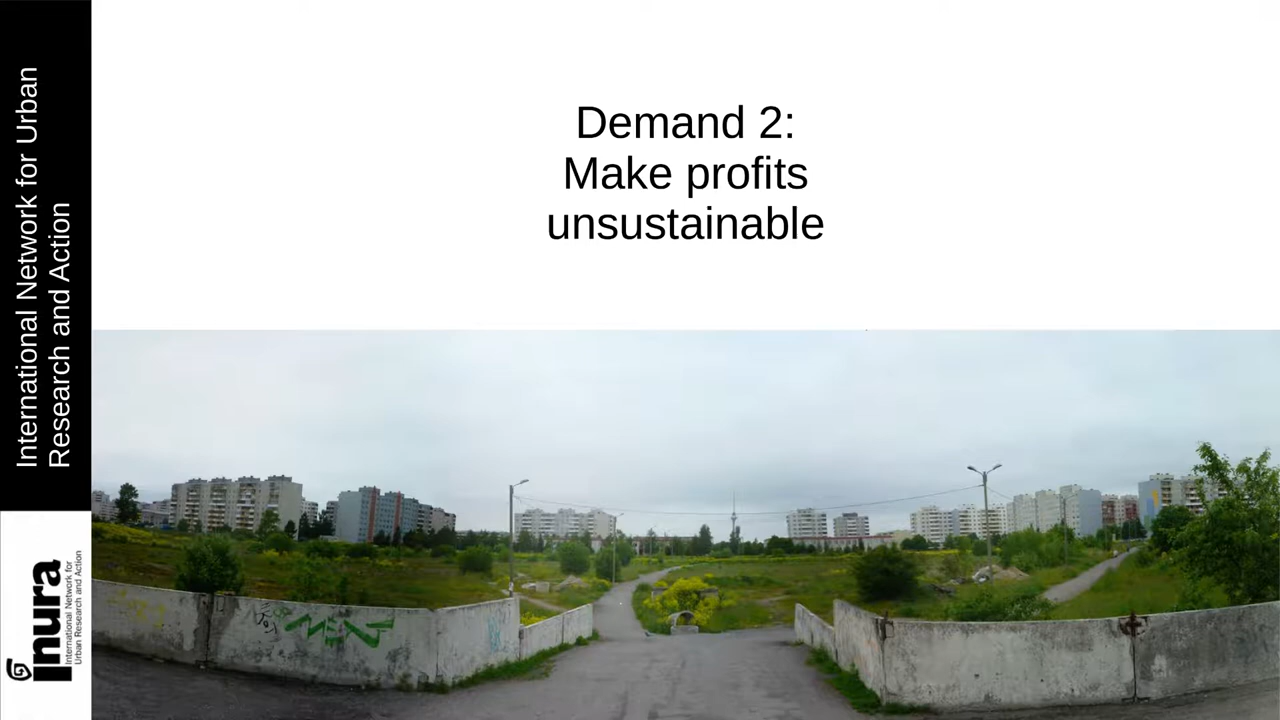 International Network for Urban
Research and Action
Demand 2:
Make profits
unsustainable
Inura
International Network for
Urban Research and Action